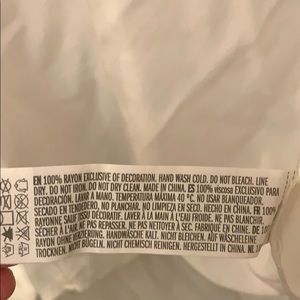 EN 100% RAYON EXCLUSIVE OF DECORATION. HAND WASH COLD. DO NOT BLEACH. LINE
DRY. DO NOT IRON. DO NOT DRY CLEAN. MADE IN CHINA. ES 100% viscosa EXCLUSIVO PARA
DECORACIÓN. LAVAR A MANO. TEMPERATURA MÁXIMA 40 °C. NO USAR BLANQUEADOR.
SECADO EN TENDEDERO. NO PLANCHAR. NO LIMPIEZA EN SECO. HECHO EN CHINA. FR 100%
RAYONNE SAUF TISSU DÉCORATIF. LAVER À LA MAIN À L'EAU FROIDE. NE PAS BLANCHIR.
SÉCHER À L'AIR. NE PAS REPASSER. NE PAS NETTOYER À SEC. FABRIQUÉ EN CHINE. DE 100%
RAYON OHNE VERZIERUNG. HANDWÄSCHE KALT. NICHT BLEICHEN. AUF WÄSCHELEINE
TROCKNEN. NICHT BÜGELN. NICHT CHEMISCH REINIGEN. HERGESTELLT IN CHINA. NL